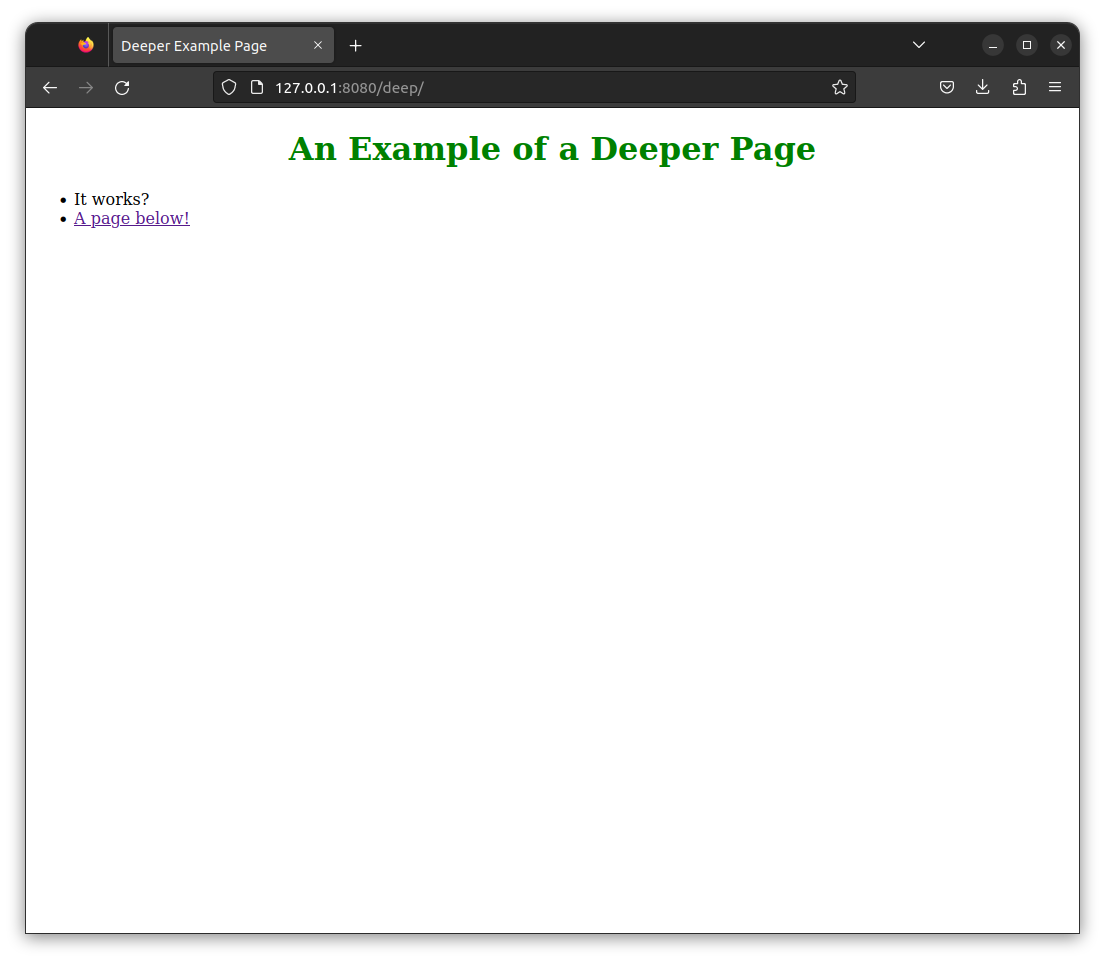 Deeper Example Page
127.0.0.1:8080/deep/
An Example of a Deeper Page
It works?
A page below!